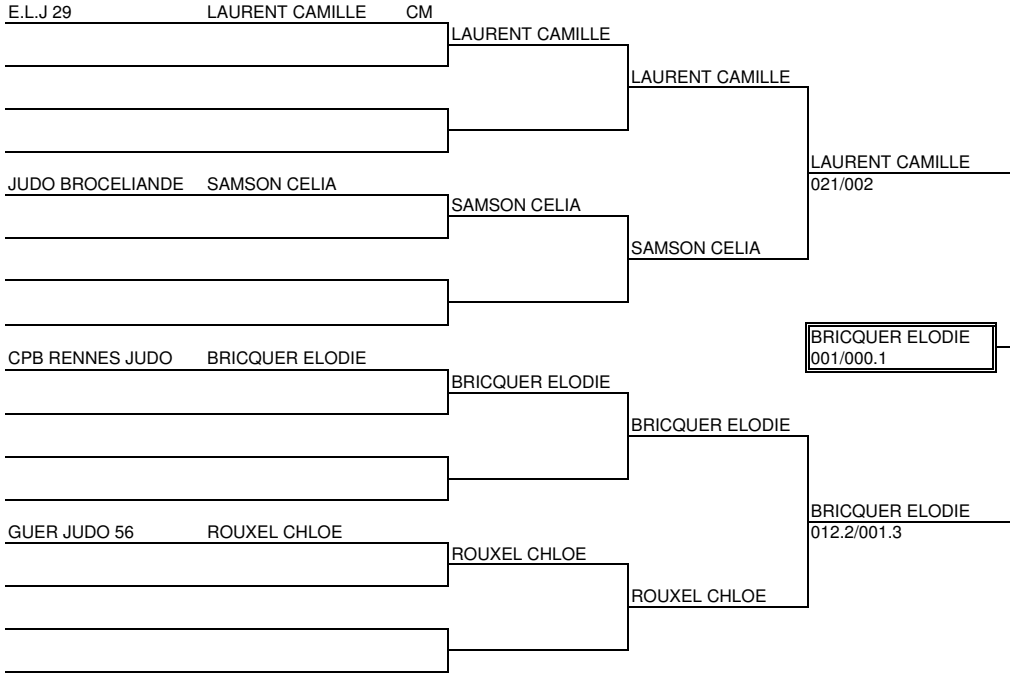 E.L.J 29 LAURENT CAMILLE CM
LAURENT CAMILLE
LAURENT CAMILLE
LAURENT CAMILLE
021/002
JUDO BROCELIANDE SAMSON CELIA
SAMSON CELIA
SAMSON CELIA
BRICQUER ELODIE
001/000.1
CPB RENNES JUDO BRICQUER ELODIE
BRICQUER ELODIE
BRICQUER ELODIE
BRICQUER ELODIE
012.2/001.3
GUER JUDO 56 ROUXEL CHLOE
ROUXEL CHLOE
ROUXEL CHLOE